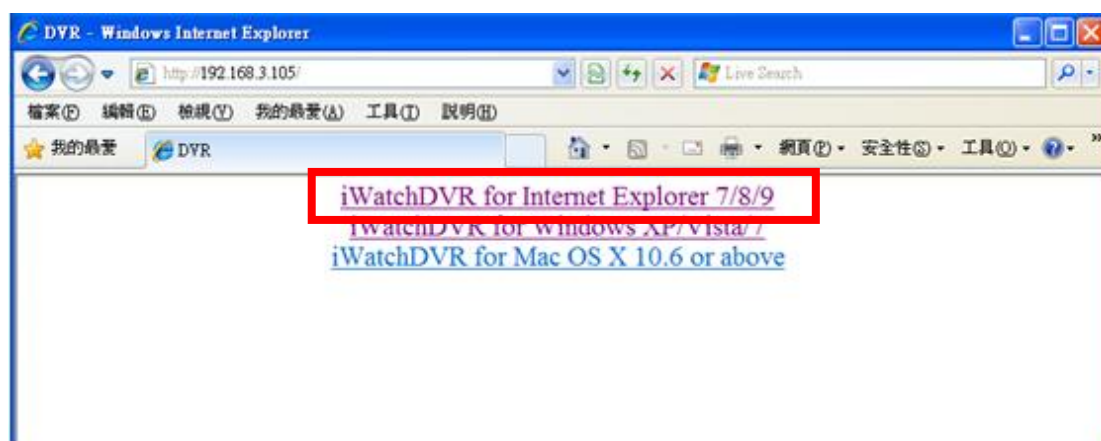 DVR - Windows Internet Explorer
http://192.168.3.105/
Live Search
檔案(F) 編輯(E) 檢視(V) 我的最愛(A) 工具(T) 說明(H)
我的最愛 DVR 網頁(P) 安全性(S) 工具(O)
iWatchDVR for Internet Explorer 7/8/9
iWatchDVR for Windows XP/Vista/7
iWatchDVR for Mac OS X 10.6 or above